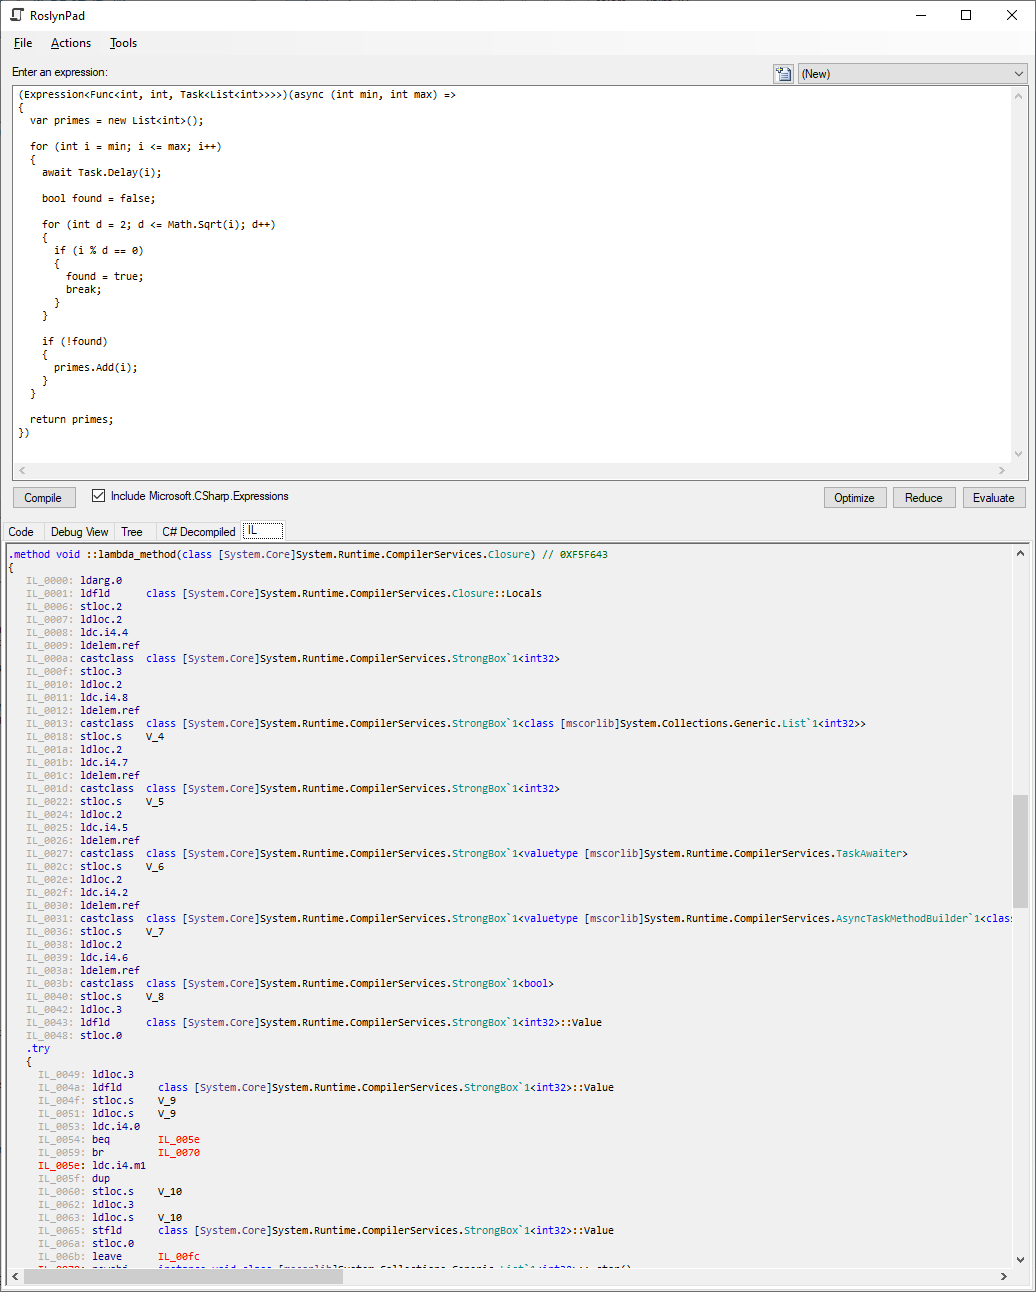 RoslynPad
File Actions Tools
Enter an expression: (New)
(Expression<Func<int, int, Task<List<int>>>>)(async (int min, int max) =>
{
var primes = new List<int>();
for (int i = min; i <= max; i++)
{
await Task.Delay(i);
bool found = false;
for (int d = 2; d <= Math.Sqrt(i); d++)
{
if (i % d == 0)
{
found = true;
break;
}
}
if (!found)
{
primes.Add(i);
}
}
return primes;
})
Compile Include Microsoft.CSharp.Expressions Optimize Reduce Evaluate
Code Debug View Tree C# Decompiled IL
.method void ::lambda_method(class [System.Core]System.Runtime.CompilerServices.Closure) // 0XF5F643
{
IL_0000: ldarg.0
IL_0001: ldfld class [System.Core]System.Runtime.CompilerServices.Closure::Locals
IL_0006: stloc.2
IL_0007: ldloc.2
IL_0008: ldc.i4.4
IL_0009: ldelem.ref
IL_000a: castclass class [System.Core]System.Runtime.CompilerServices.StrongBox`1<int32>
IL_000f: stloc.3
IL_0010: ldloc.2
IL_0011: ldc.i4.8
IL_0012: ldelem.ref
IL_0013: castclass class [System.Core]System.Runtime.CompilerServices.StrongBox`1<class [mscorlib]System.Collections.Generic.List`1<int32>>
IL_0018: stloc.s V_4
IL_001a: ldloc.2
IL_001b: ldc.i4.7
IL_001c: ldelem.ref
IL_001d: castclass class [System.Core]System.Runtime.CompilerServices.StrongBox`1<int32>
IL_0022: stloc.s V_5
IL_0024: ldloc.2
IL_0025: ldc.i4.5
IL_0026: ldelem.ref
IL_0027: castclass class [System.Core]System.Runtime.CompilerServices.StrongBox`1<valuetype [mscorlib]System.Runtime.CompilerServices.TaskAwaiter>
IL_002c: stloc.s V_6
IL_002e: ldloc.2
IL_002f: ldc.i4.2
IL_0030: ldelem.ref
IL_0031: castclass class [System.Core]System.Runtime.CompilerServices.StrongBox`1<valuetype [mscorlib]System.Runtime.CompilerServices.AsyncTaskMethodBuilder`1<clas
IL_0036: stloc.s V_7
IL_0038: ldloc.2
IL_0039: ldc.i4.6
IL_003a: ldelem.ref
IL_003b: castclass class [System.Core]System.Runtime.CompilerServices.StrongBox`1<bool>
IL_0040: stloc.s V_8
IL_0042: ldloc.3
IL_0043: ldfld class [System.Core]System.Runtime.CompilerServices.StrongBox`1<int32>::Value
IL_0048: stloc.0
.try
{
IL_0049: ldloc.3
IL_004a: ldfld class [System.Core]System.Runtime.CompilerServices.StrongBox`1<int32>::Value
IL_004f: stloc.s V_9
IL_0051: ldloc.s V_9
IL_0053: ldc.i4.0
IL_0054: beq IL_005e
IL_0059: br IL_0070
IL_005e: ldc.i4.m1
IL_005f: dup
IL_0060: stloc.s V_10
IL_0062: ldloc.3
IL_0063: ldloc.s V_10
IL_0065: stfld class [System.Core]System.Runtime.CompilerServices.StrongBox`1<int32>::Value
IL_006a: stloc.0
IL_006b: leave IL_00fc